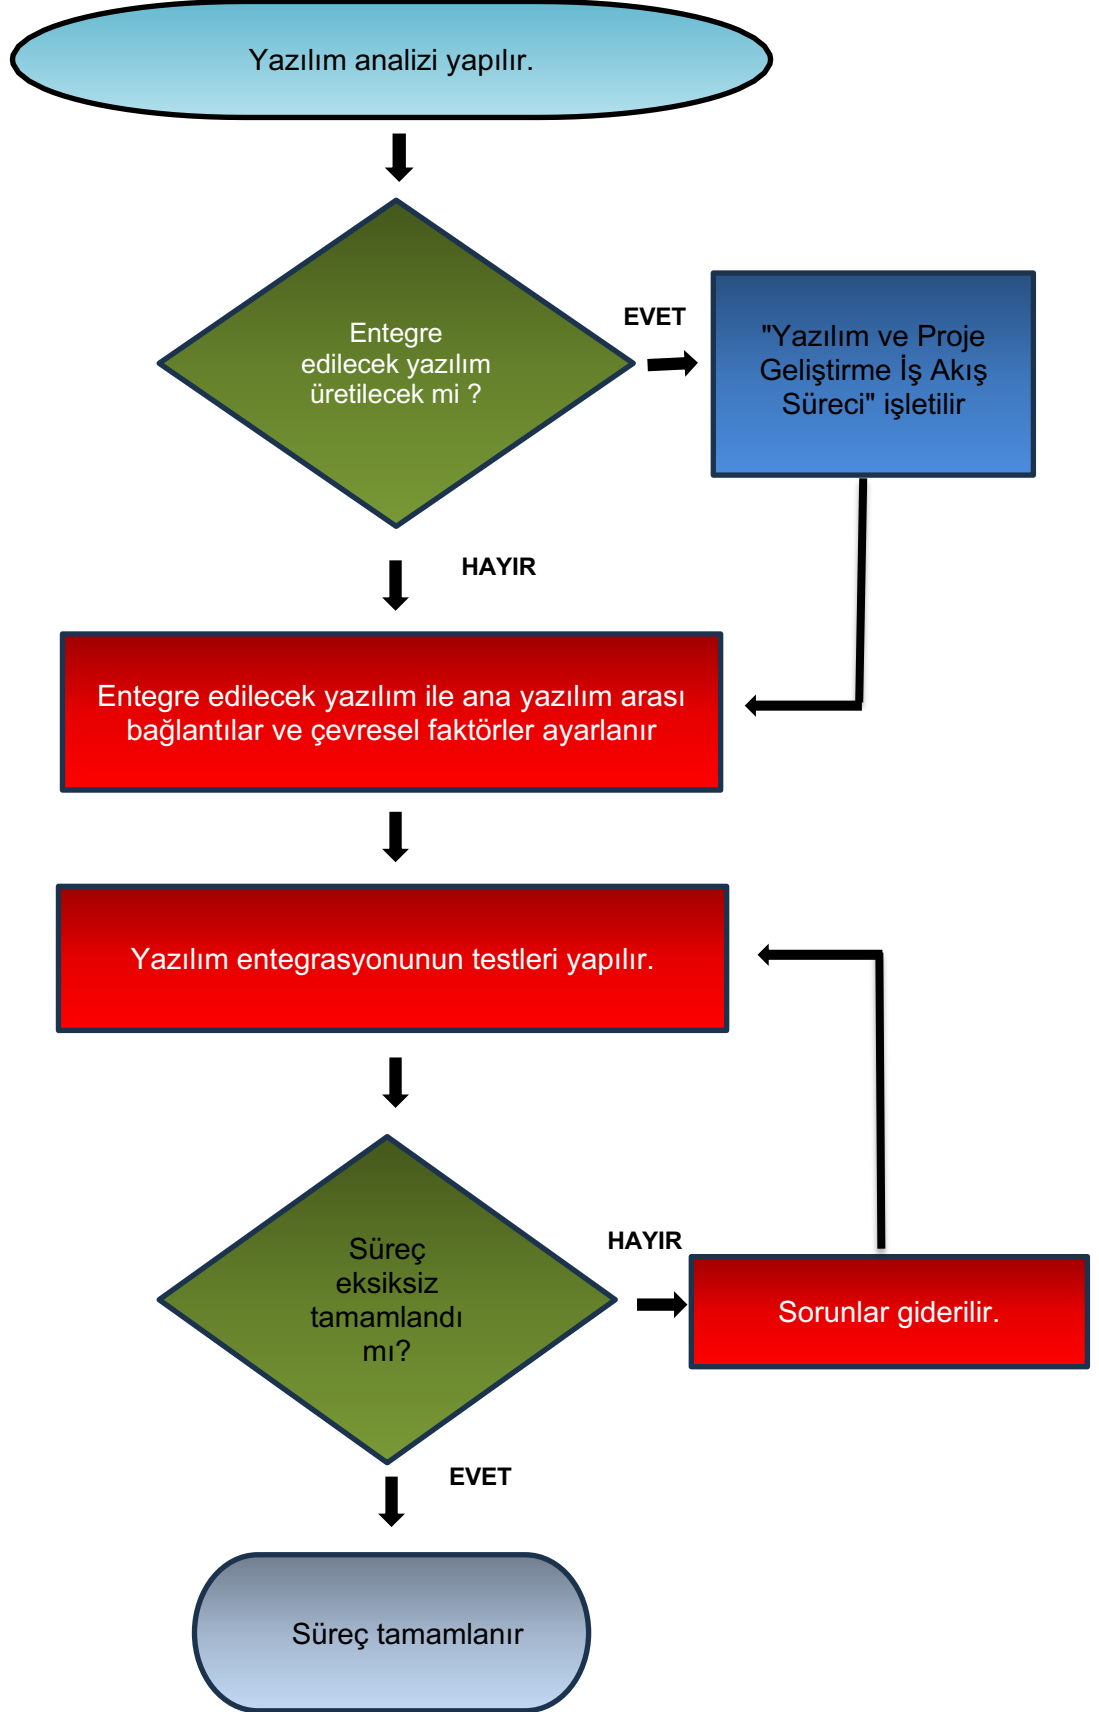 Yazılım analizi yapılır.
Entegre
edilecek yazılım
üretilecek mi ?
EVET
"Yazılım ve Proje
Geliştirme İş Akış
Süreci" işletilir
HAYIR
Entegre edilecek yazılım ile ana yazılım arası
bağlantılar ve çevresel faktörler ayarlanır
Yazılım entegrasyonunun testleri yapılır.
Süreç
eksiksiz
tamamlandı
mı?
HAYIR
Sorunlar giderilir.
EVET
Süreç tamamlanır